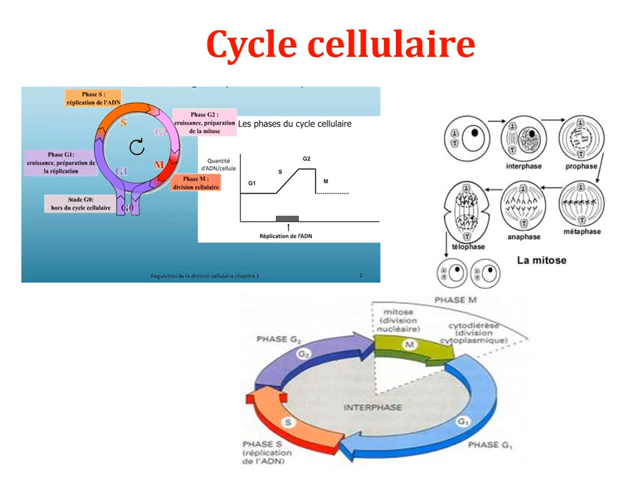 Cycle cellulaire
Phase S :
réplication de l'ADN
Phase G2 :
croissance, préparation
de la mitose
S
G2
Phase G1:
croissance, préparation de
la réplication
G1
M
Phase M :
division cellulaire
Stade G0:
hors du cycle cellulaire
G0
Les phases du cycle cellulaire
Quantité
d'ADN/cellule
G1
S
G2
M
Réplication de l'ADN
Régulation de la division cellulaire chapitre 1
2
interphase
prophase
métaphase
anaphase
télophase
La mitose
PHASE M
mitose
(division
nucléaire)
cytodiérèse
(division
cytoplasmique)
PHASE G₂
G₂
M
INTERPHASE
S
G₁
PHASE S
(réplication
de l'ADN)
PHASE G₁